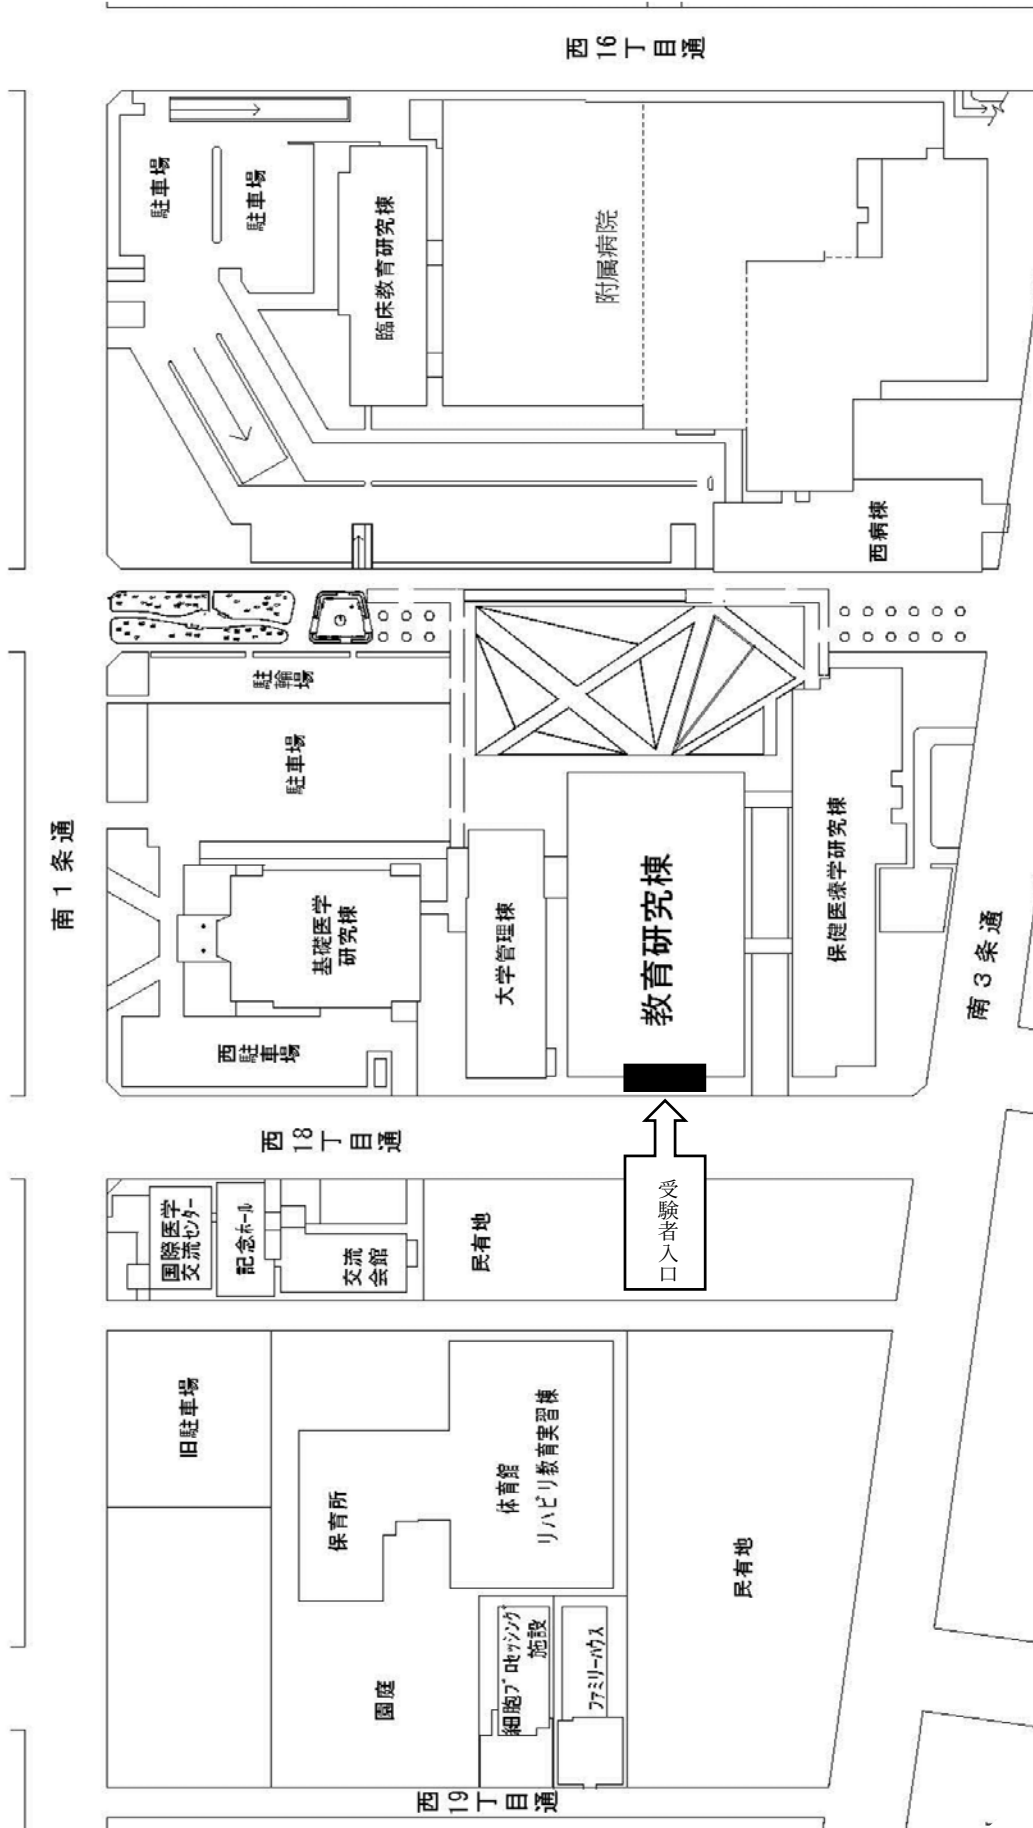 西16丁目通
駐車場
駐車場
臨床教育研究棟
附属病院
西病棟
南1条通
駐輪場
駐車場
基礎医学
研究棟
西駐車場
大学管理棟
教育研究棟
保健医療学研究棟
南3条通
西18丁目通
受験者入口
国際医学
交流センター
記念ホール
交流
会館
民有地
旧駐車場
保育所
体育館
リハビリ教育実習棟
民有地
園庭
細胞プロセッシング
施設
ファミリーハウス
西19丁目通